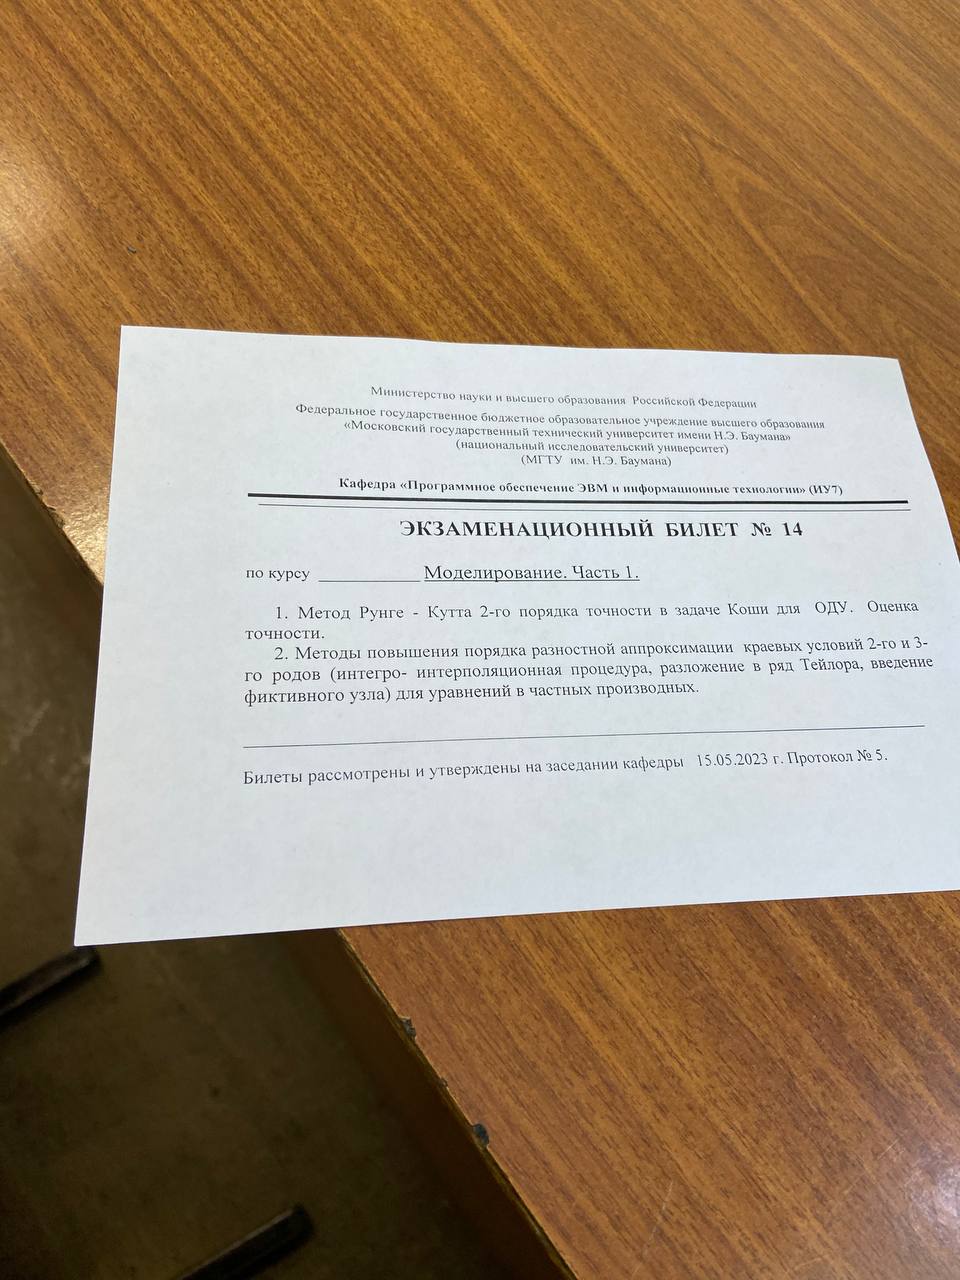 Министерство науки и высшего образования Российской Федерации
Федеральное государственное бюджетное образовательное учреждение высшего образования
«Московский государственный технический университет имени Н.Э. Баумана»
(национальный исследовательский университет)
(МГТУ им. Н.Э. Баумана)
Кафедра «Программное обеспечение ЭВМ и информационные технологии» (ИУ7)
ЭКЗАМЕНАЦИОННЫЙ БИЛЕТ № 14
по курсу Моделирование. Часть 1.
1. Метод Рунге - Кутта 2-го порядка точности в задаче Коши для ОДУ. Оценка
точности.
2. Методы повышения порядка разностной аппроксимации краевых условий 2-го и 3-
го родов (интегро- интерполяционная процедура, разложение в ряд Тейлора, введение
фиктивного узла) для уравнений в частных производных.
Билеты рассмотрены и утверждены на заседании кафедры 15.05.2023 г. Протокол № 5.